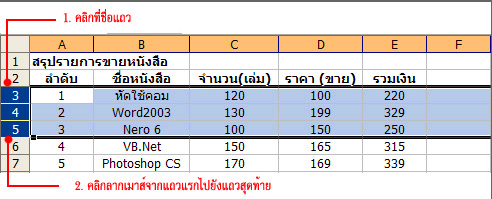 1. คลิกที่ชื่อแถว
A B C D E F
1 สรุปรายการขายหนังสือ
2 ลำดับ ชื่อหนังสือ จำนวน(เล่ม) ราคา (ขาย) รวมเงิน
3 1 หัดใช้คอม 120 100 220
4 2 Word2003 130 199 329
5 3 Nero 6 100 150 250
6 4 VB.Net 150 165 315
7 5 Photoshop CS 170 169 339
2. คลิกลากเมาส์จากแถวแรกไปยังแถวสุดท้าย